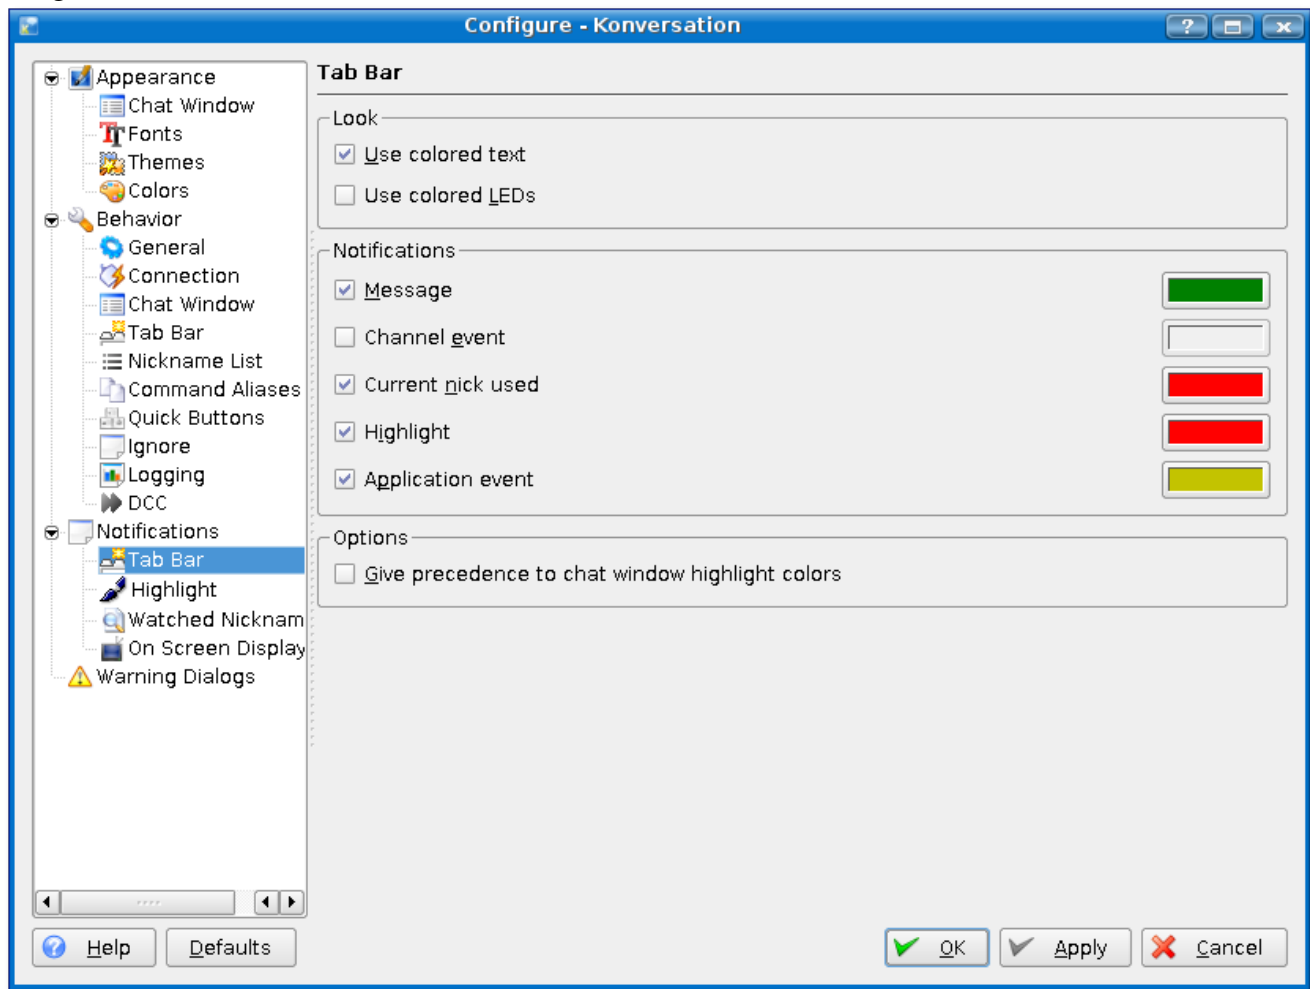 Configure - Konversation
Appearance
Chat Window
Fonts
Themes
Colors
Behavior
General
Connection
Chat Window
Tab Bar
Nickname List
Command Aliases
Quick Buttons
Ignore
Logging
DCC
Notifications
Tab Bar
Highlight
Watched Nicknam
On Screen Display
Warning Dialogs
Tab Bar
Look
Use colored text
Use colored LEDs
Notifications
Message
Channel event
Current nick used
Highlight
Application event
Options
Give precedence to chat window highlight colors
Help Defaults OK Apply Cancel